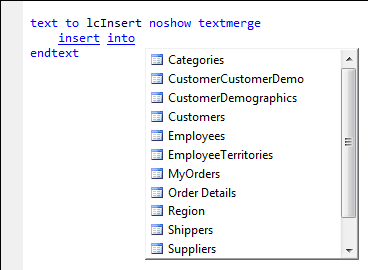 text to lcInsert noshow textmerge
insert into
endtext
Categories
CustomerCustomerDemo
CustomerDemographics
Customers
Employees
EmployeeTerritories
MyOrders
Order Details
Region
Shippers
Suppliers